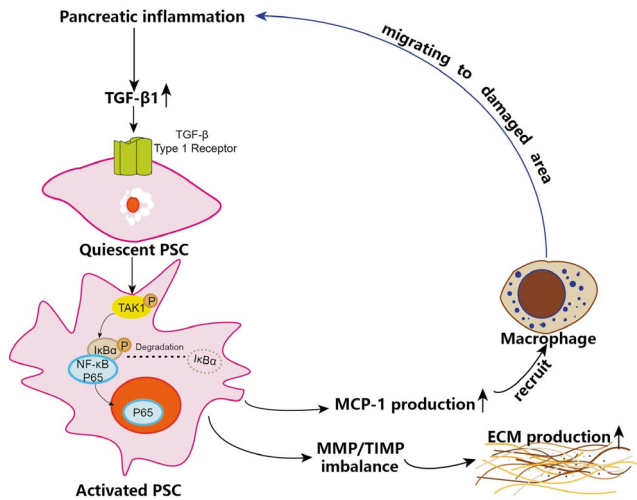 Pancreatic inflammation
migrating to damaged area
TGF-β1
TGF-β
Type 1 Receptor
Quiescent PSC
TAK1
P
IκBα
P
Degradation
IκBα
NF-κB
P65
P65
Macrophage
recruit
MCP-1 production
MMP/TIMP
imbalance
ECM production
Activated PSC